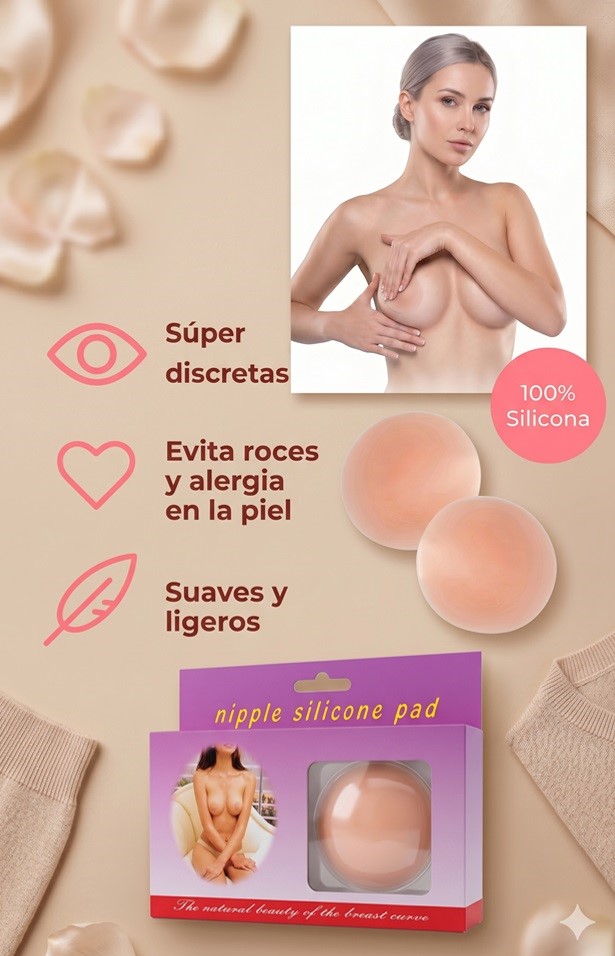 Súper
discretas
100%
Silicona
Evita roces
y alergia
en la piel
Suaves y
ligeros
nipple silicone pad
The natural beauty of the breast curve